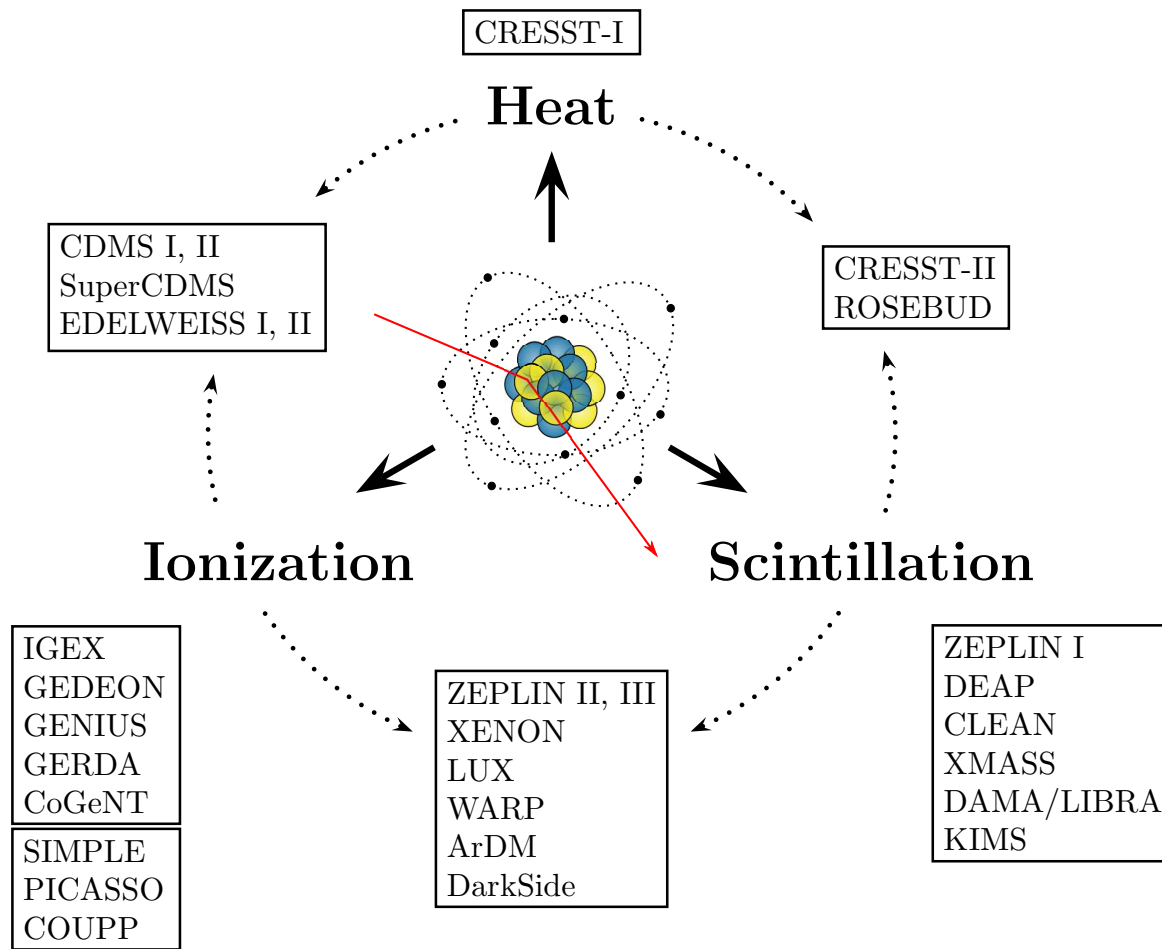 CRESST-I
Heat
CDMS I, II
SuperCDMS
EDELWEISS I, II
CRESST-II
ROSEBUD
Ionization
Scintillation
IGEX
GEDEON
GENIUS
GERDA
CoGeNT
SIMPLE
PICASSO
COUPP
ZEPLIN II, III
XENON
LUX
WARP
ArDM
DarkSide
ZEPLIN I
DEAP
CLEAN
XMASS
DAMA/LIBRA
KIMS